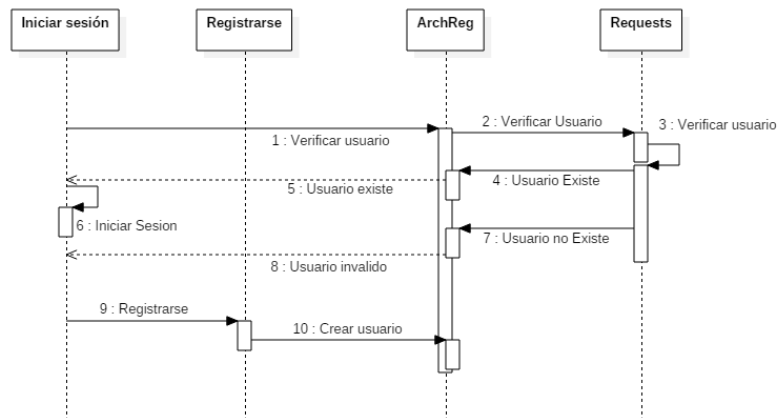 Iniciar sesión
Registrarse
ArchReg
Requests
1 : Verificar usuario
2 : Verificar Usuario
3 : Verificar usuario
4 : Usuario Existe
5 : Usuario existe
6 : Iniciar Sesion
7 : Usuario no Existe
8 : Usuario invalido
9 : Registrarse
10 : Crear usuario